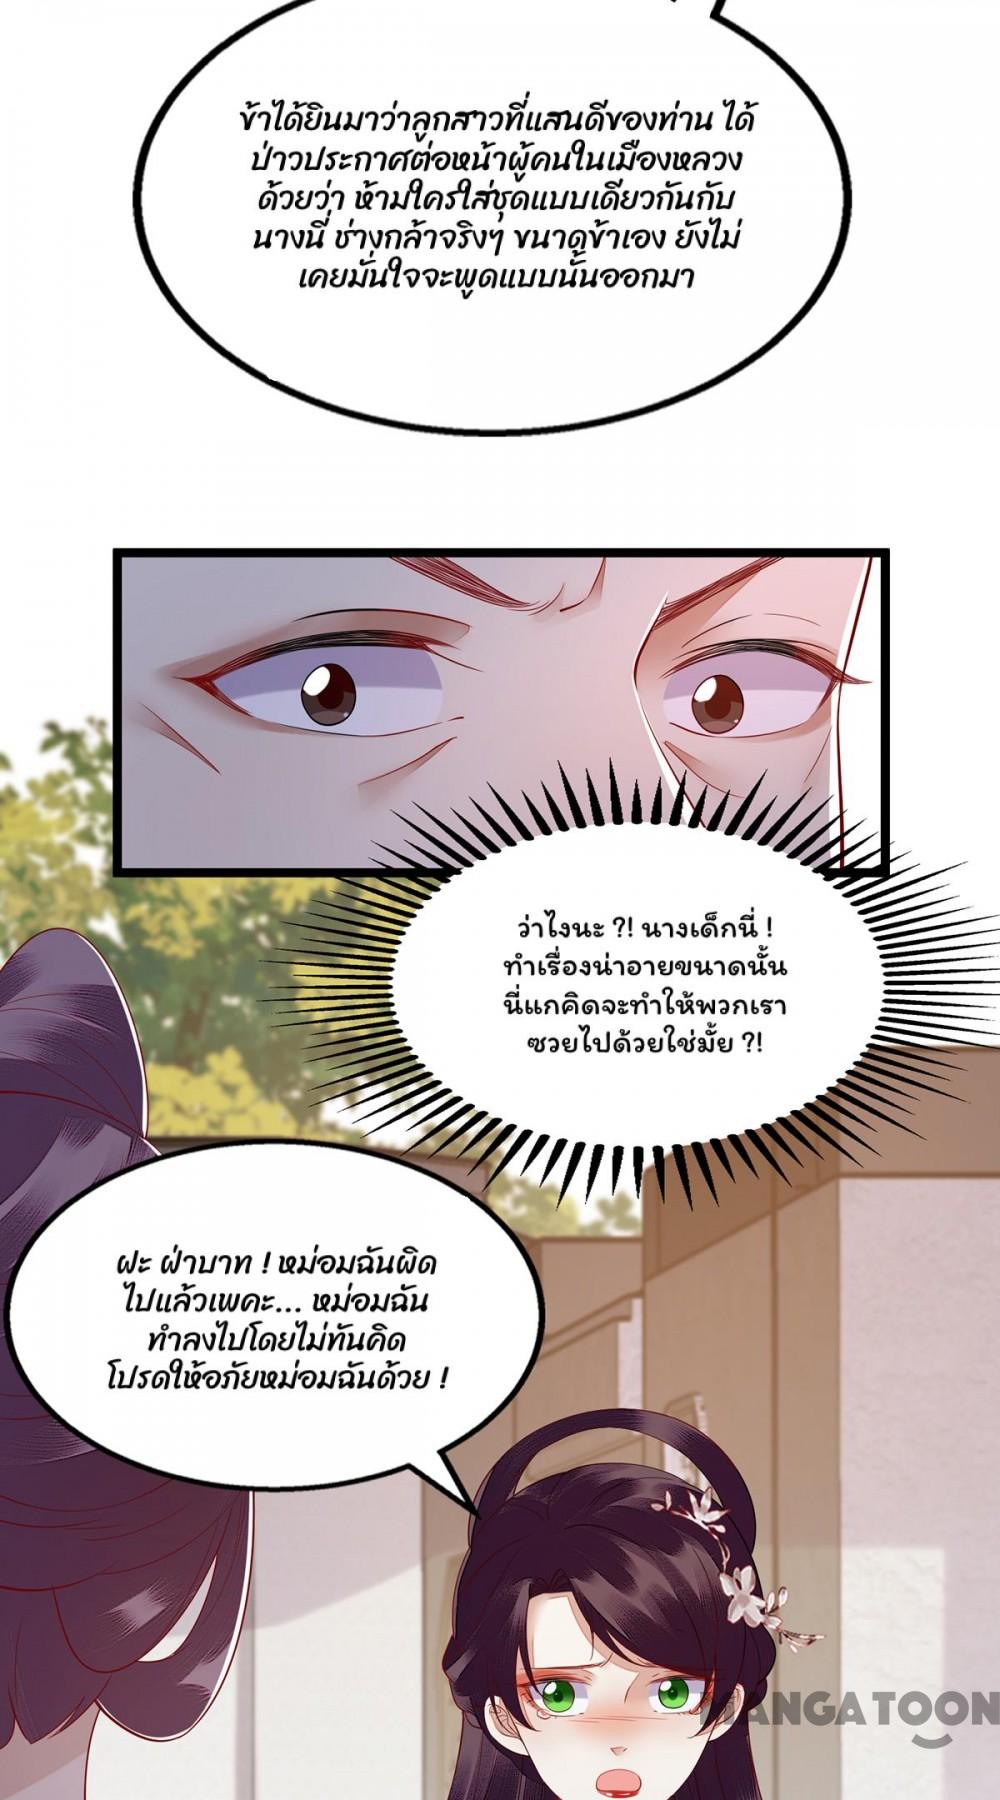 ข้าได้ยินมาว่าลูกสาวที่แสนดีของท่าน ได้
ป่าวประกาศต่อหน้าผู้คนในเมืองหลวง
ด้วยว่า ห้ามใครใส่ชุดแบบเดียวกันกับ
นางนี่ ช่างกล้าจริงๆ ขนาดข้าเอง ยังไม่
เคยมั่นใจจะพูดแบบนั้นออกมา
ว่าไงนะ ?! นางเด็กนี่ !
ทำเรื่องน่าอายขนาดนั้น
นี่แกคิดจะทำให้พวกเรา
ซวยไปด้วยใช่มั้ย ?!
ฝะ ฝ่าบาท ! หม่อมฉันผิด
ไปแล้วเพคะ... หม่อมฉัน
ทำลงไปโดยไม่ทันคิด
โปรดให้อภัยหม่อมฉันด้วย !
MANGATOON